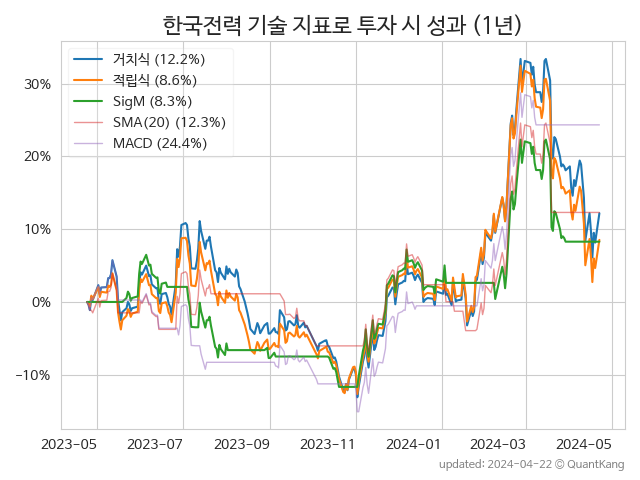 한국전력 기술 지표로 투자 시 성과 (1년)
거치식 (12.2%)
적립식 (8.6%)
SigM (8.3%)
SMA(20) (12.3%)
MACD (24.4%)
30%
20%
10%
0%
−10%
2023-05 2023-07 2023-09 2023-11 2024-01 2024-03 2024-05
updated: 2024-04-22 © QuantKang